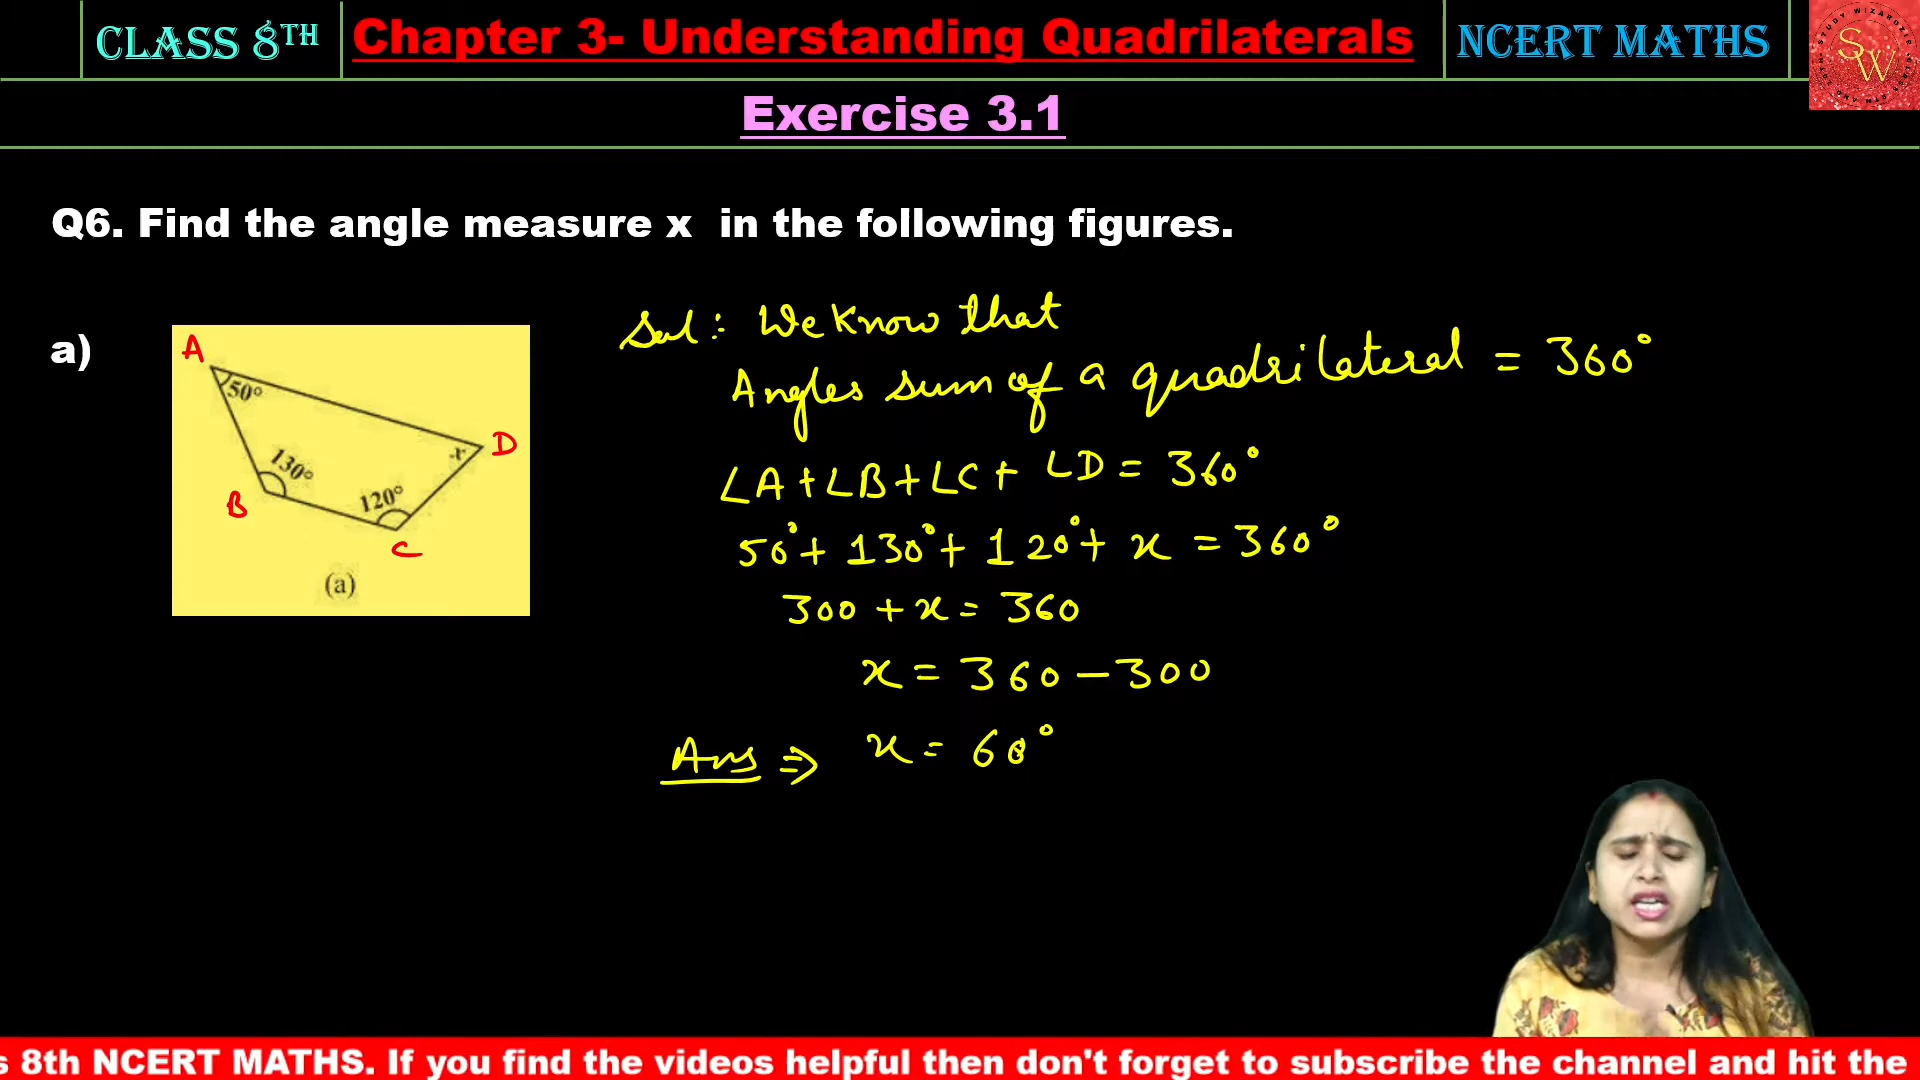 CLASS 8TH
Chapter 3- Understanding Quadrilaterals
NCERT MATHS
SW
Exercise 3.1
Q6. Find the angle measure x in the following figures.
a)
A
50°
130°
B
120°
C
x
D
(a)
Sol: We know that
Angles sum of a quadrilateral = 360°
∠A+∠B+∠C+ ∠D = 360°
50°+ 130°+ 120°+ x = 360°
300 + x = 360
x = 360 - 300
Ans ⇒ x = 60°
s 8th NCERT MATHS. If you find the videos helpful then don't forget to subscribe the channel and hit the